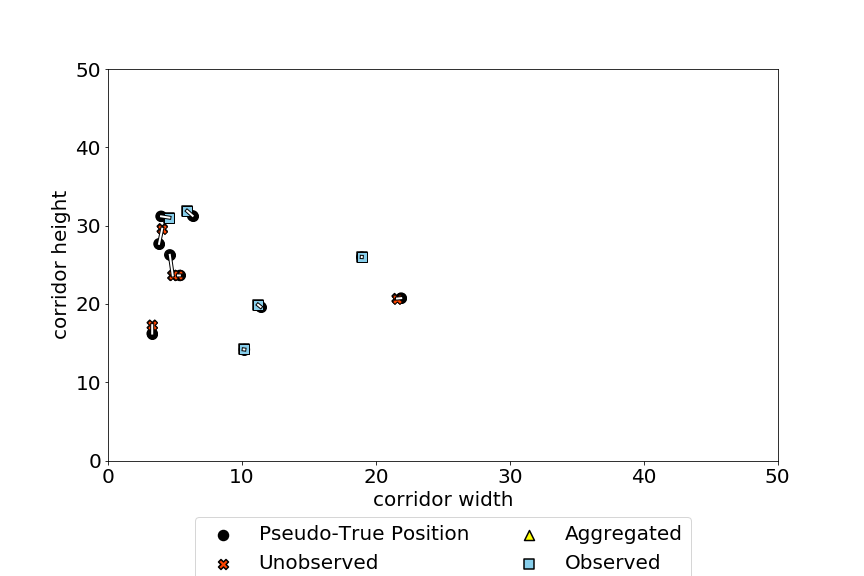 50
40
30
20
10
0
corridor height
0 10 20 30 40 50
corridor width
Pseudo-True Position Aggregated
Unobserved Observed